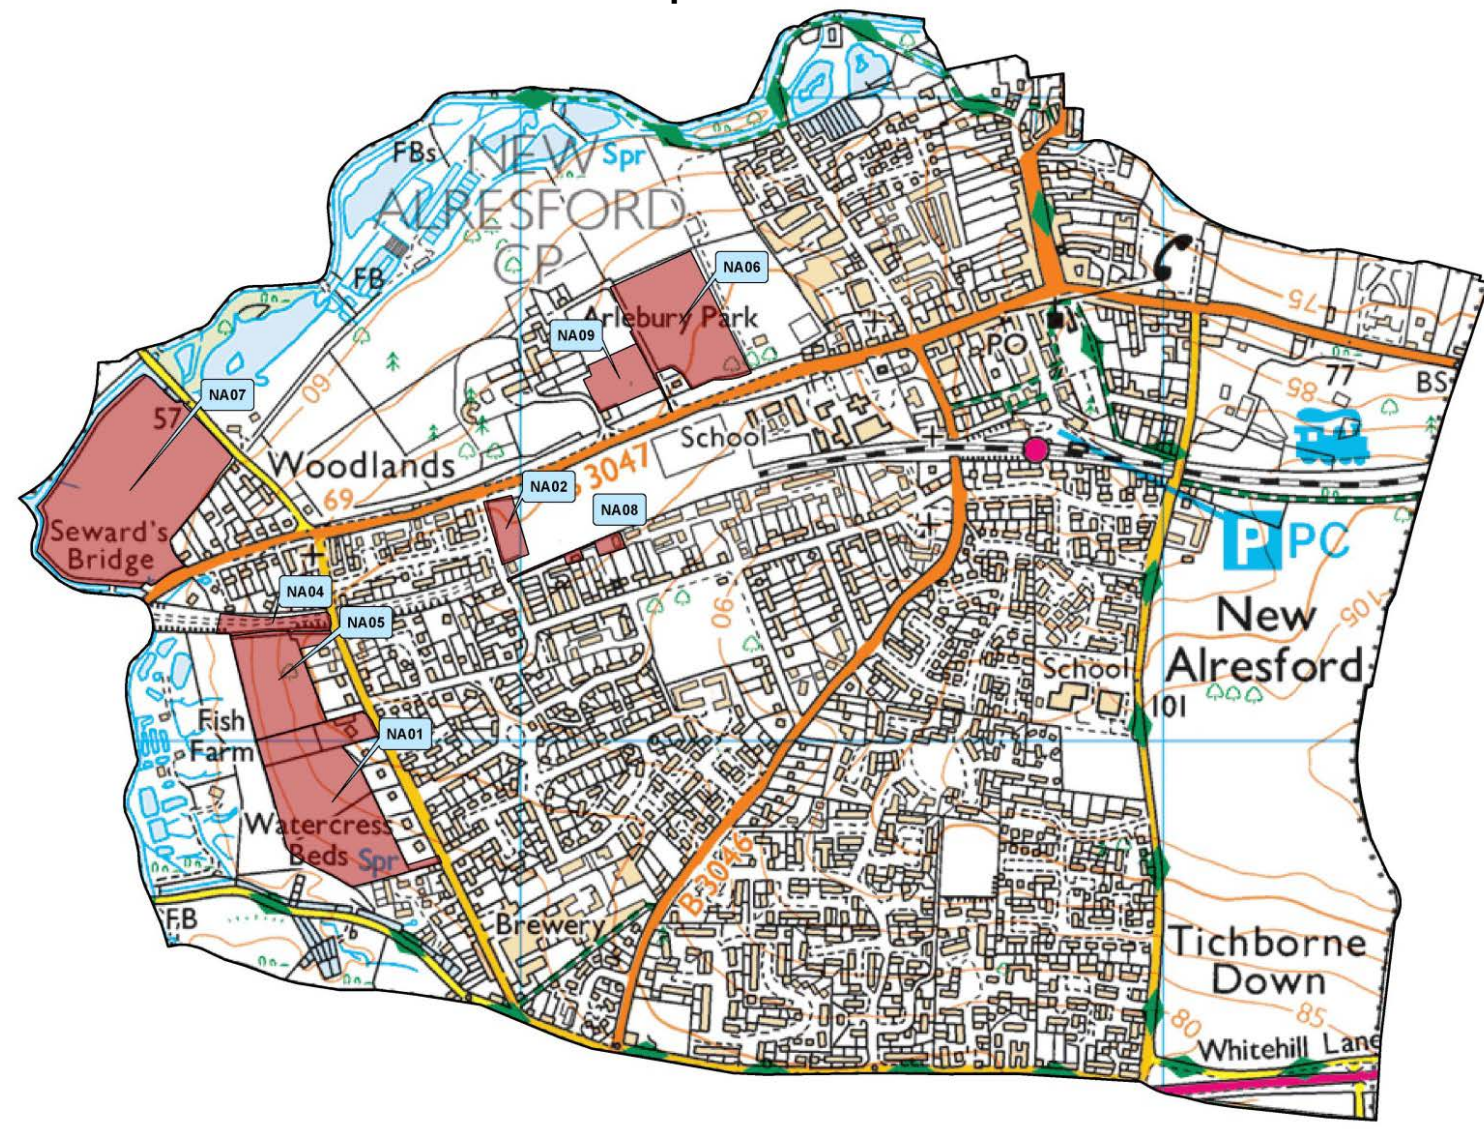 FBs
NEW
ALRESFORD
CP
Spr
FB
NA06
Arlebury Park
NA09
75
PO
77
85
BS
NA07
57
60
Woodlands
69
School
B 3047
NA02
NA08
Seward's
Bridge
P PC
NA04
NA05
90
New
Alresford
105
School
101
Fish
Farm
NA01
Watercress
Beds Spr
B 3046
FB
Brewery
Tichborne
Down
80
85
Whitehill Lane